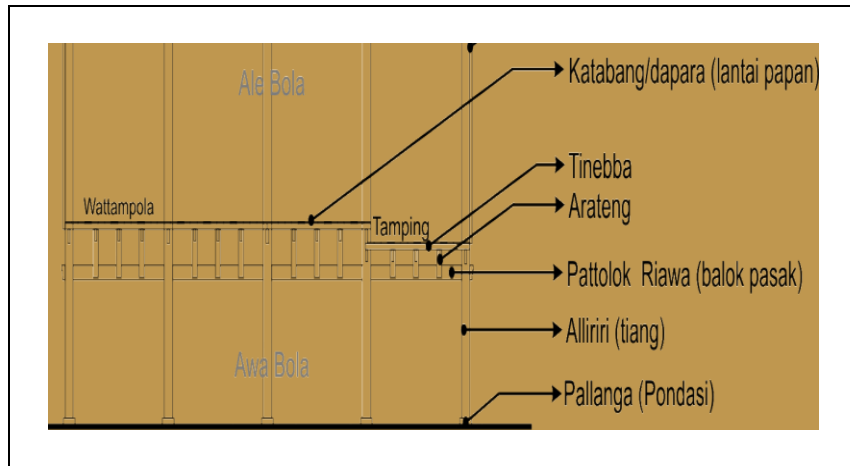 Ale Bola
Katabang/dapara (lantai papan)
Tinebba
Wattampola
Tamping
Arateng
Pattolok Riawa (balok pasak)
Alliriri (tiang)
Awa Bola
Pallanga (Pondasi)